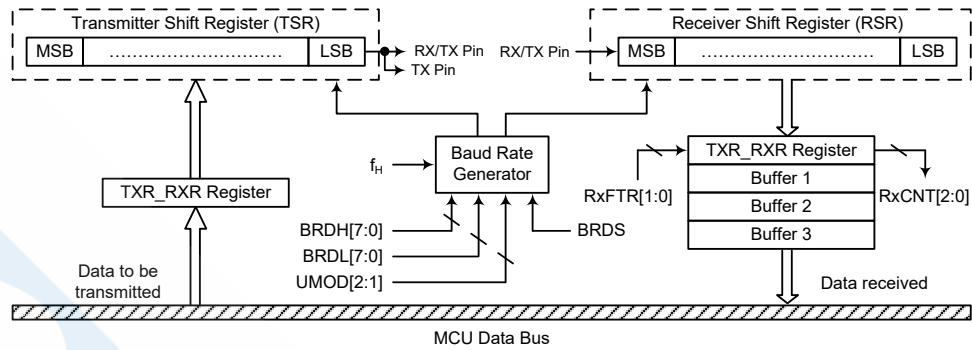 Transmitter Shift Register (TSR)
MSB
…………………………
LSB
RX/TX Pin
TX Pin
RX/TX Pin
Receiver Shift Register (RSR)
MSB
…………………………
LSB
fH
Baud Rate
Generator
TXR_RXR Register
RxFTR[1:0]
TXR_RXR Register
Buffer 1
Buffer 2
Buffer 3
RxCNT[2:0]
BRDH[7:0]
BRDL[7:0]
UMOD[2:1]
BRDS
Data to be
transmitted
Data received
MCU Data Bus